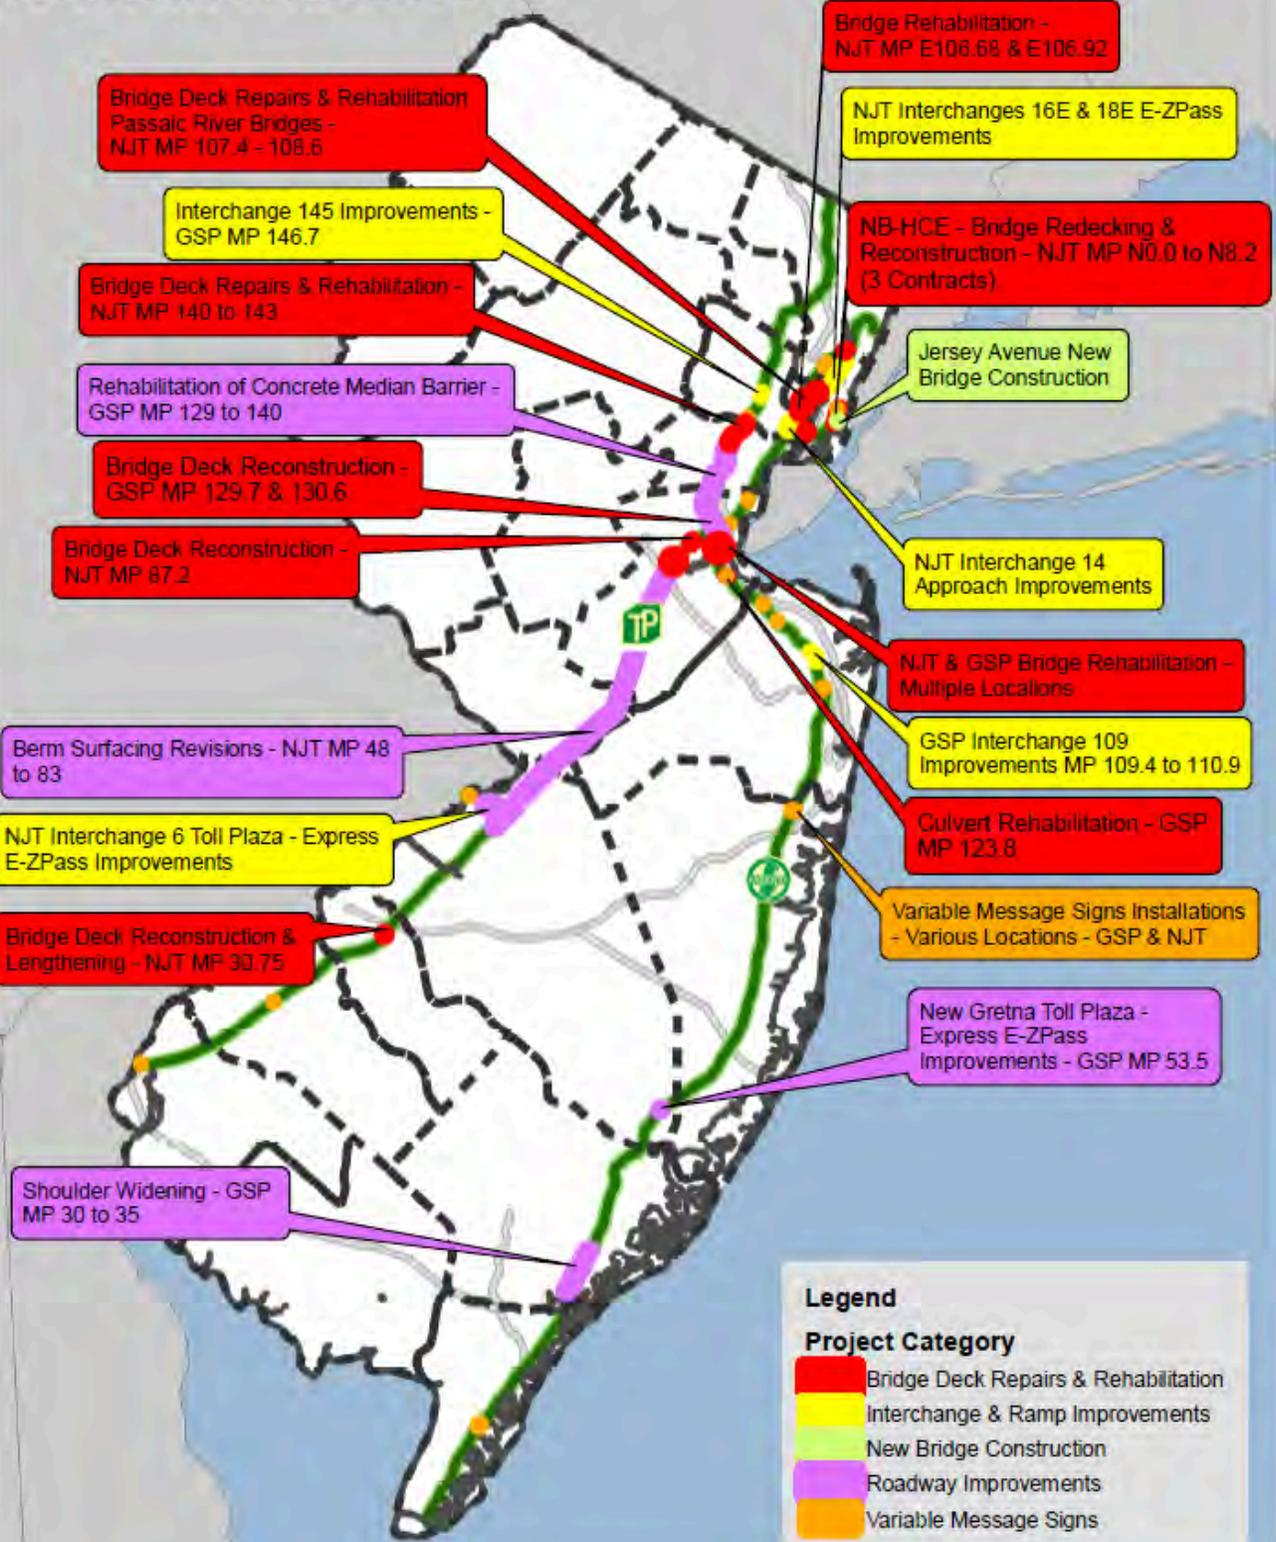 Bridge Rehabilitation -
NJT MP E106.68 & E106.92
Bridge Deck Repairs & Rehabilitation
Passaic River Bridges -
NJT MP 107.4 - 108.6
NJT Interchanges 16E & 18E E-ZPass
Improvements
Interchange 145 Improvements -
GSP MP 146.7
NB-HCE - Bridge Redecking &
Reconstruction - NJT MP N0.0 to N8.2
(3 Contracts)
Bridge Deck Repairs & Rehabilitation -
NJT MP 140 to 143
Jersey Avenue New
Bridge Construction
Rehabilitation of Concrete Median Barrier -
GSP MP 129 to 140
Bridge Deck Reconstruction -
GSP MP 129.7 & 130.6
Bridge Deck Reconstruction -
NJT MP 87.2
NJT Interchange 14
Approach Improvements
TP
NJT & GSP Bridge Rehabilitation -
Multiple Locations
Berm Surfacing Revisions - NJT MP 48
to 83
GSP Interchange 109
Improvements MP 109.4 to 110.9
NJT Interchange 6 Toll Plaza - Express
E-ZPass Improvements
Culvert Rehabilitation - GSP
MP 123.8
Variable Message Signs Installations
- Various Locations - GSP & NJT
Bridge Deck Reconstruction &
Lengthening - NJT MP 30.75
New Gretna Toll Plaza -
Express E-ZPass
Improvements - GSP MP 53.5
Shoulder Widening - GSP
MP 30 to 35
Legend
Project Category
Bridge Deck Repairs & Rehabilitation
Interchange & Ramp Improvements
New Bridge Construction
Roadway Improvements
Variable Message Signs